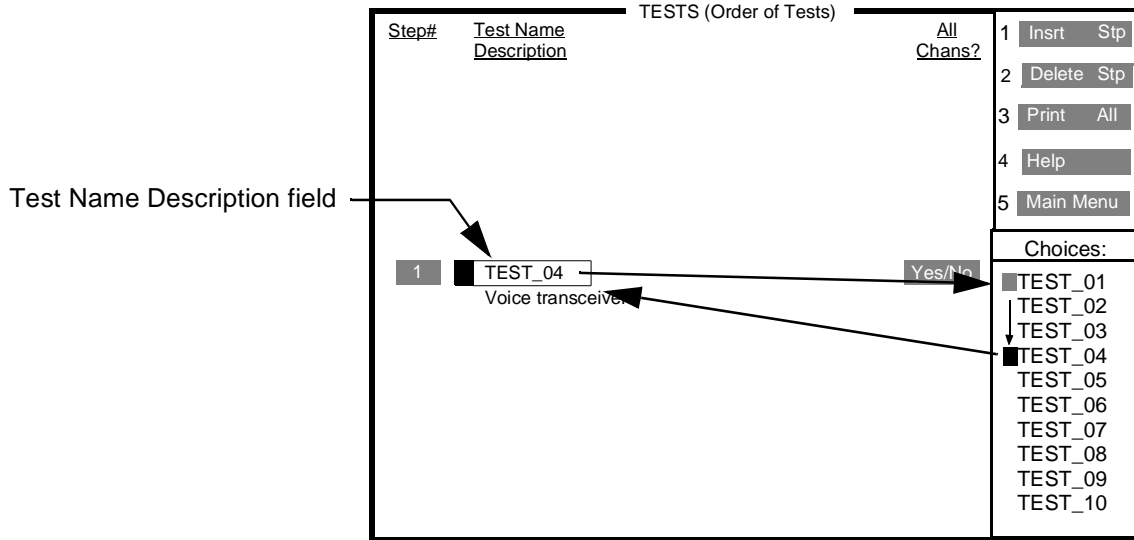 TESTS (Order of Tests)
Step# Test Name All
Description Chans?
1 Insrt Stp
2 Delete Stp
3 Print All
4 Help
5 Main Menu
Test Name Description field
1 TEST_04 Yes/No
Voice transceiver
Choices:
TEST_01
TEST_02
TEST_03
TEST_04
TEST_05
TEST_06
TEST_07
TEST_08
TEST_09
TEST_10